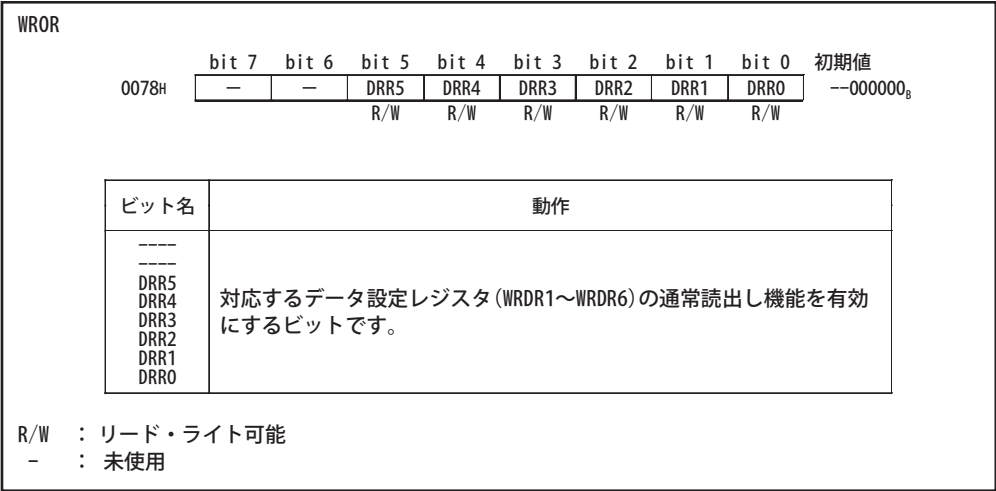 WROR
bit 7 bit 6 bit 5 bit 4 bit 3 bit 2 bit 1 bit 0 初期値
0078H — — DRR5 DRR4 DRR3 DRR2 DRR1 DRR0 --000000B
R/W R/W R/W R/W R/W R/W
ビット名 動作
----
----
DRR5
DRR4
DRR3
DRR2
DRR1
DRR0
対応するデータ設定レジスタ(WRDR1～WRDR6)の通常読出し機能を有効
にするビットです。
R/W : リード・ライト可能
- : 未使用